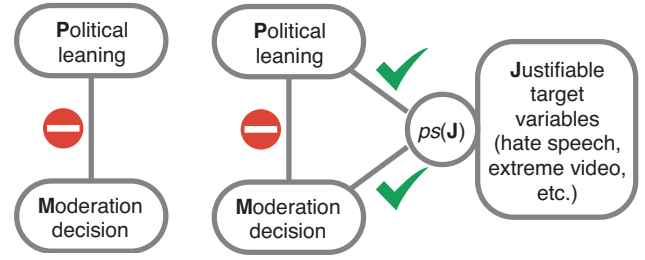 Political
leaning
Moderation
decision
Political
leaning
Moderation
decision
ps(J)
Justifiable
target
variables
(hate speech,
extreme video,
etc.)